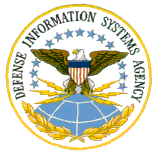 DEFENSE INFORMATION SYSTEMS AGENCY